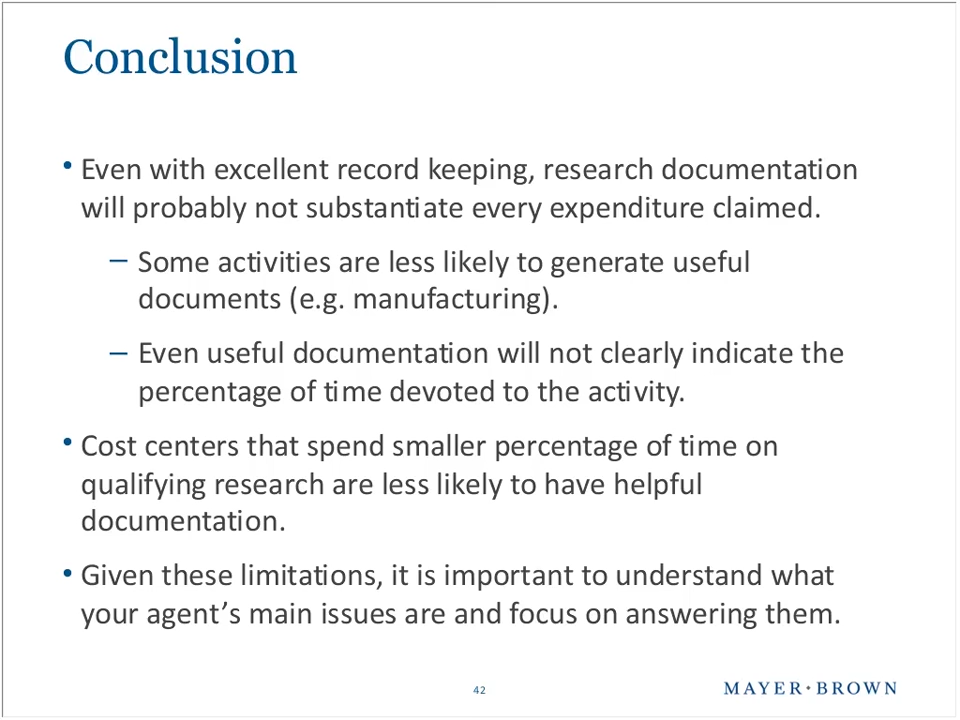 Conclusion
• Even with excellent record keeping, research documentation
will probably not substantiate every expenditure claimed.
– Some activities are less likely to generate useful
documents (e.g. manufacturing).
– Even useful documentation will not clearly indicate the
percentage of time devoted to the activity.
• Cost centers that spend smaller percentage of time on
qualifying research are less likely to have helpful
documentation.
• Given these limitations, it is important to understand what
your agent’s main issues are and focus on answering them.
42
MAYER • BROWN